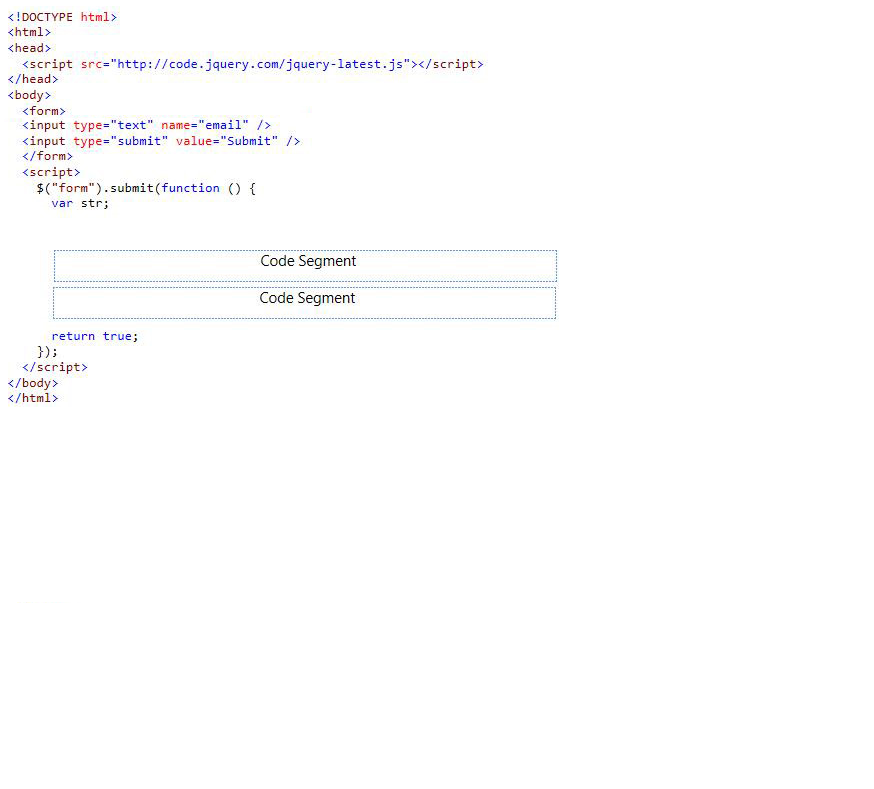 <!DOCTYPE html>
<html>
<head>
<script src="http://code.jquery.com/jquery-latest.js"></script>
</head>
<body>
<form>
<input type="text" name="email" />
<input type="submit" value="Submit" />
</form>
<script>
$("form").submit(function () {
var str;
Code Segment
Code Segment
return true;
});
</script>
</body>
</html>